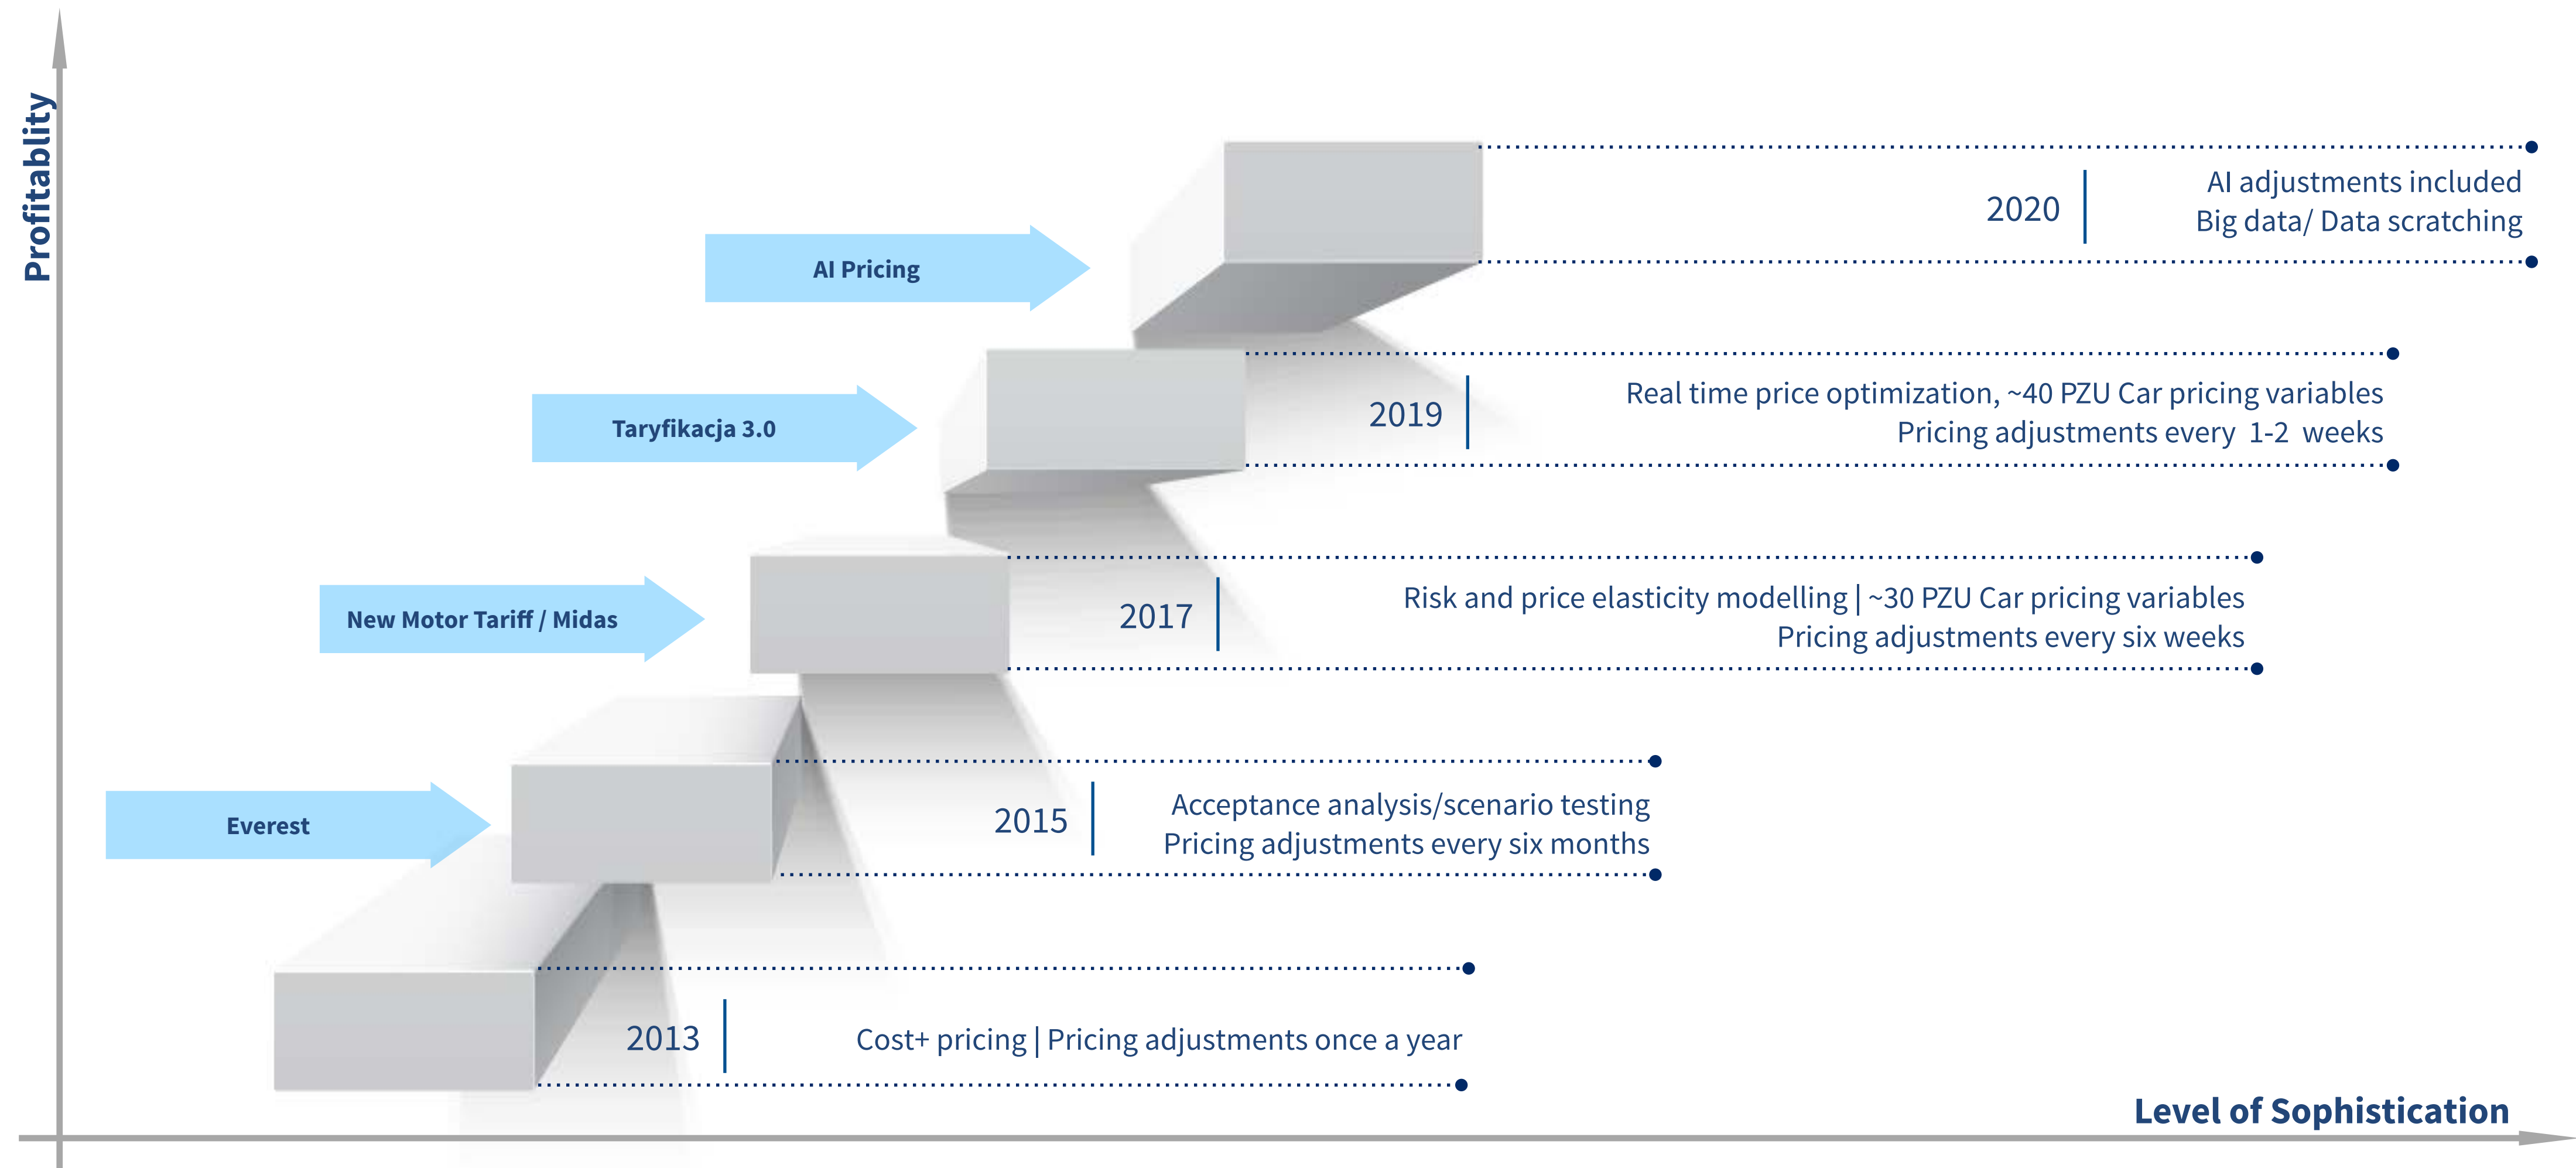 Profitablity
AI Pricing
2020
AI adjustments included
Big data/ Data scratching
Taryfikacja 3.0
2019
Real time price optimization, ~40 PZU Car pricing variables
Pricing adjustments every 1-2 weeks
New Motor Tariff / Midas
2017
Risk and price elasticity modelling | ~30 PZU Car pricing variables
Pricing adjustments every six weeks
Everest
2015
Acceptance analysis/scenario testing
Pricing adjustments every six months
2013
Cost+ pricing | Pricing adjustments once a year
Level of Sophistication